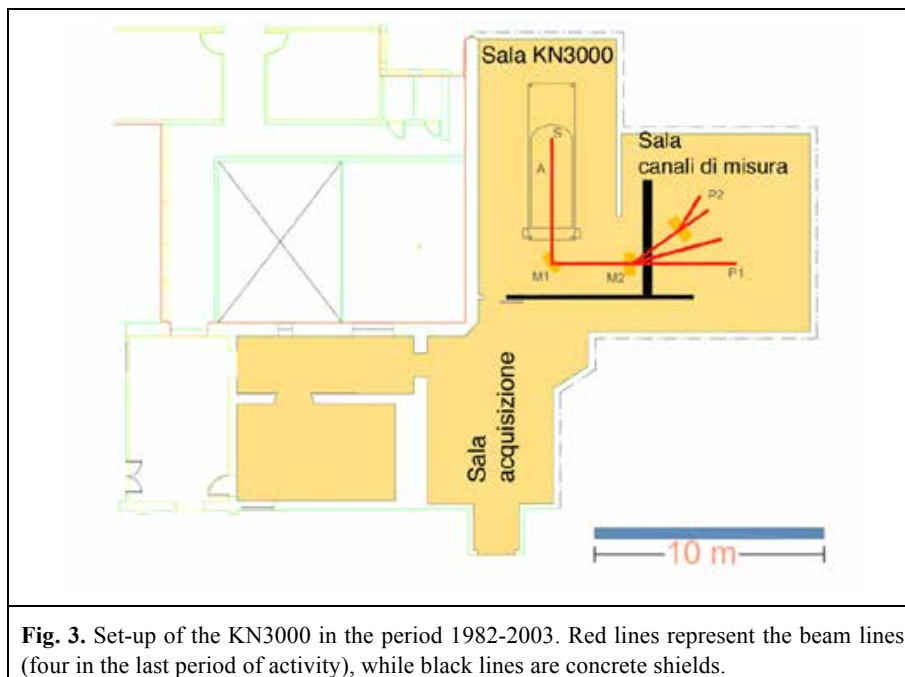 Sala KN3000
S
A
Sala
canali di misura
P2
M1
M2
P1
Sala
acquisizione
10 m
Fig. 3. Set-up of the KN3000 in the period 1982-2003. Red lines represent the beam lines
(four in the last period of activity), while black lines are concrete shields.